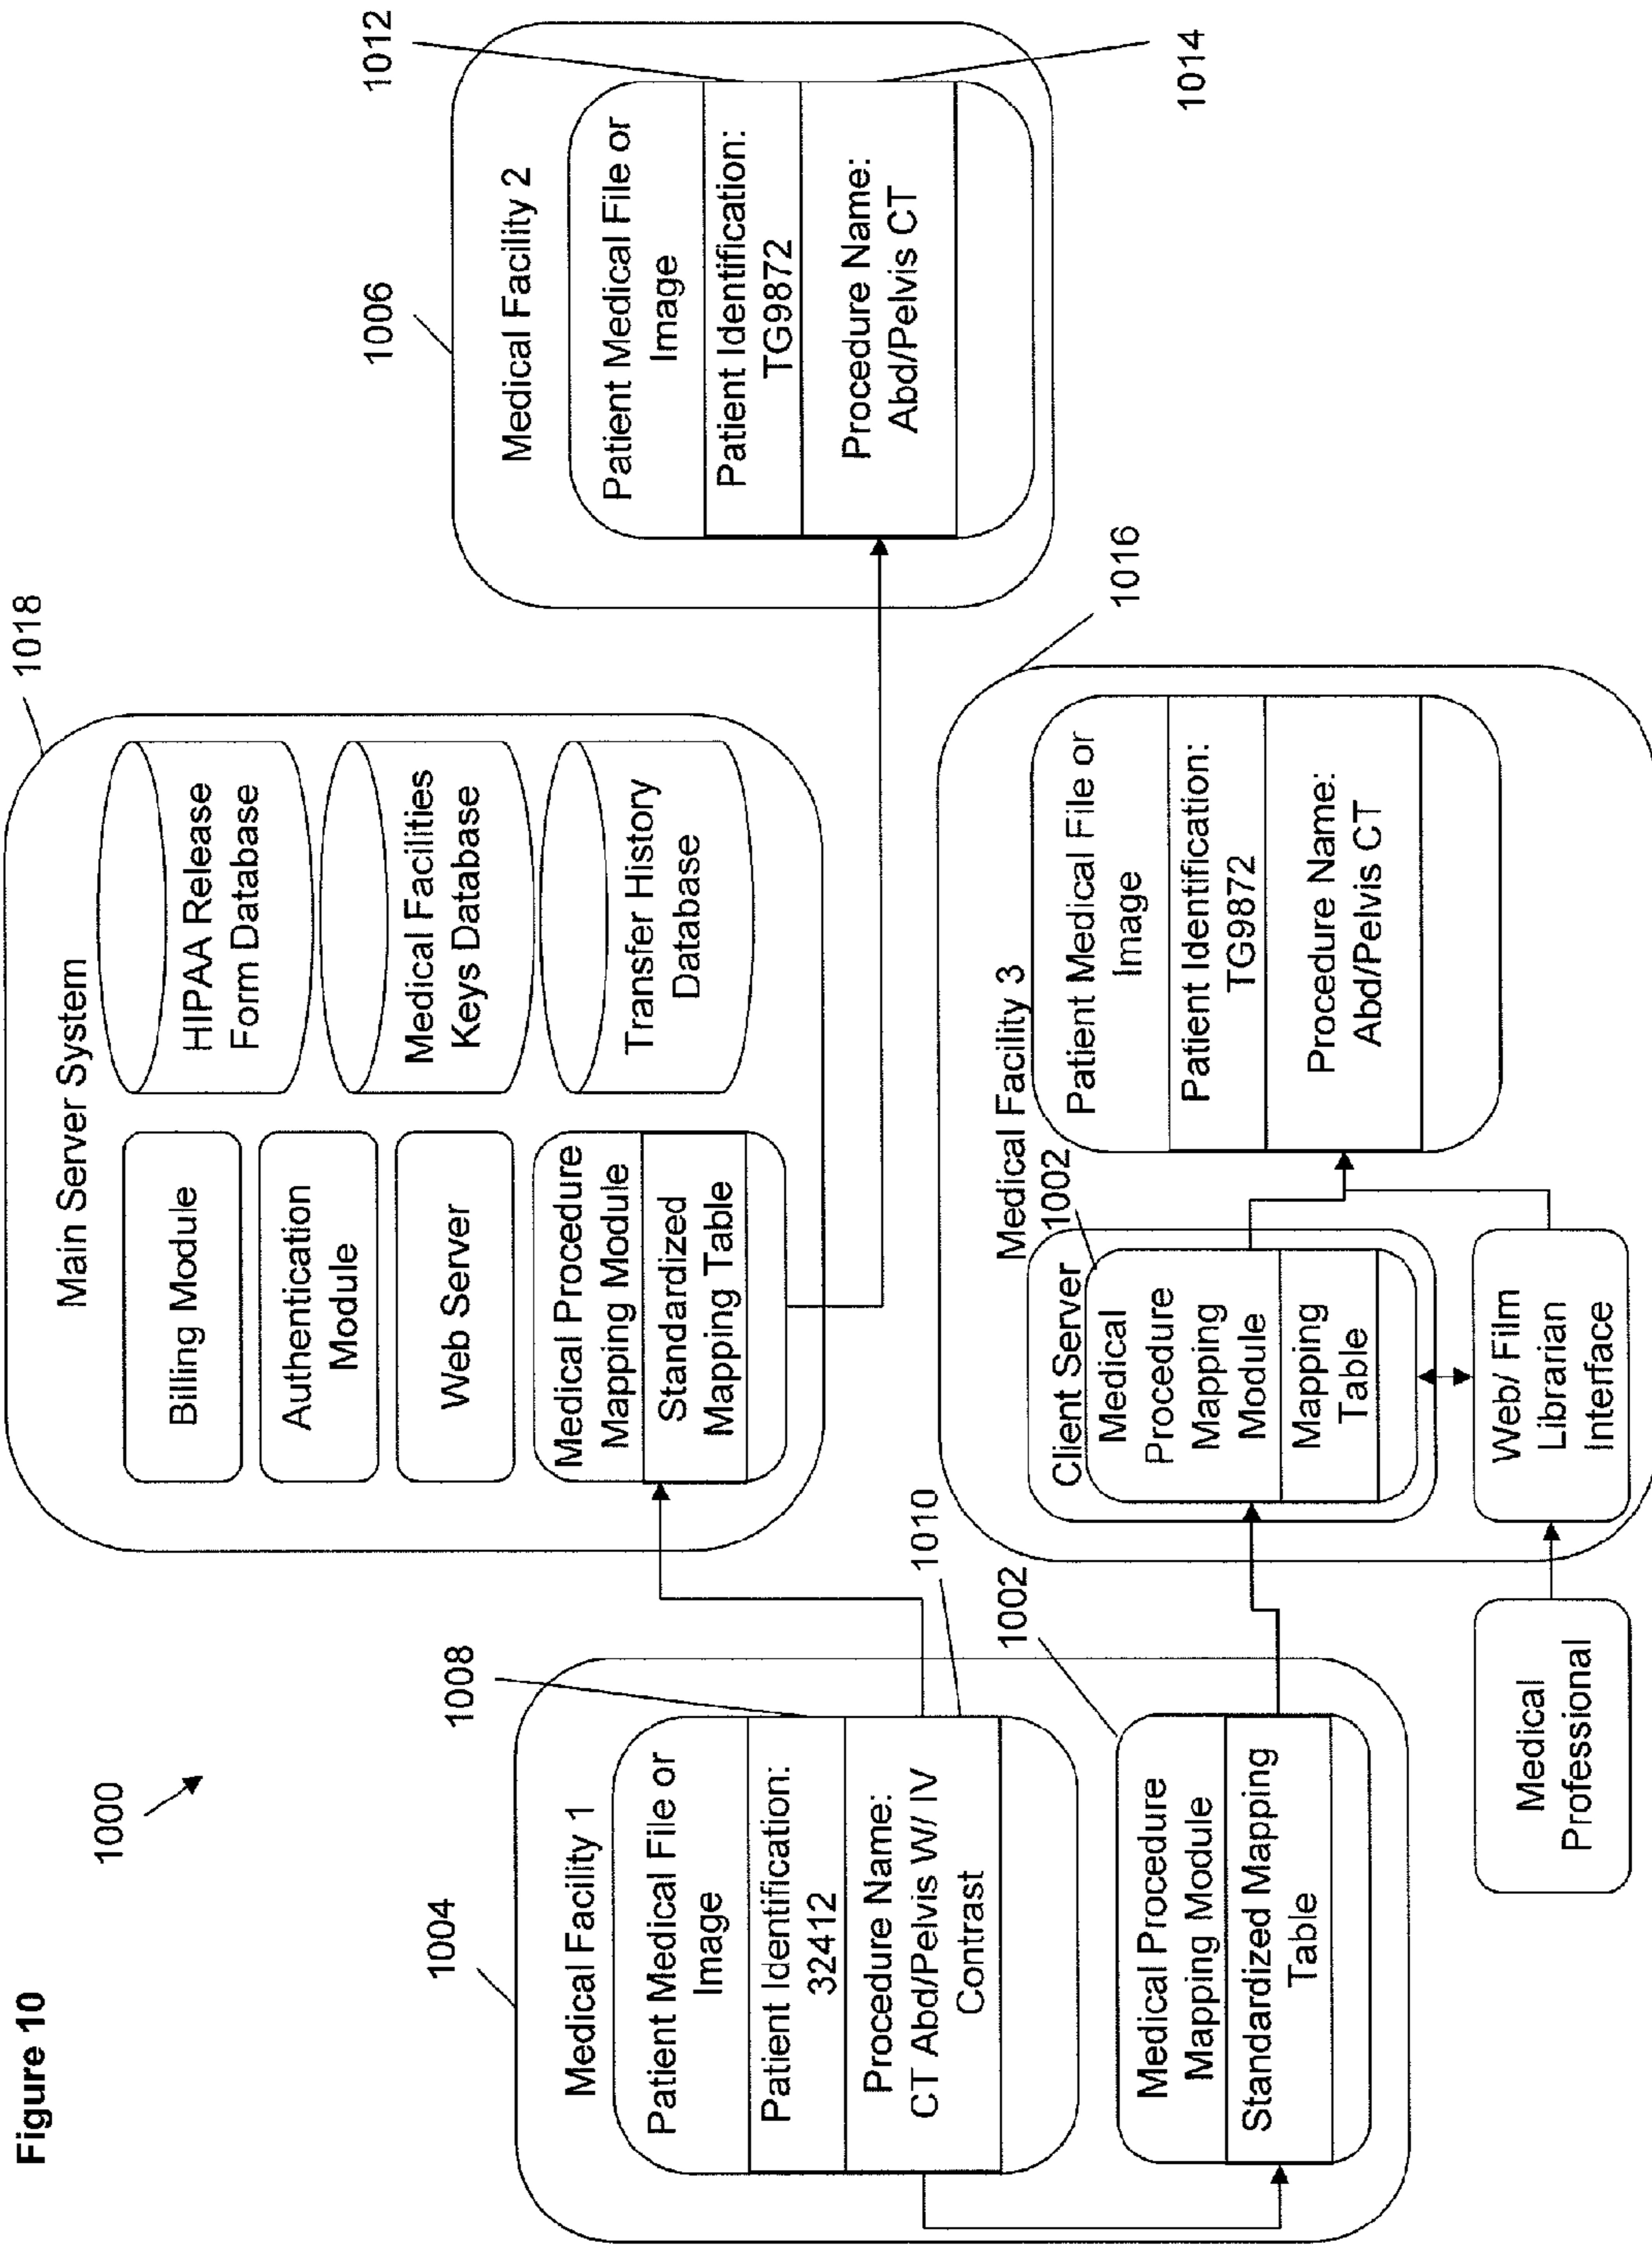 Figure 10
1000
1004
Medical Facility 1
Patient Medical File or
Image
Patient Identification:
32412
Procedure Name:
CT Abd/Pelvis W/ IV
Contrast
1008
1010
Medical Procedure
Mapping Module
Standardized Mapping
Table
1002
Main Server System
1018
Billing Module
Authentication
Module
Web Server
Medical Procedure
Mapping Module
Standardized
Mapping Table
HIPAA Release
Form Database
Medical Facilities
Keys Database
Transfer History
Database
1006
Medical Facility 2
Patient Medical File or
Image
Patient Identification:
TG9872
Procedure Name:
Abd/Pelvis CT
1012
1014
Medical Facility 3
1016
Client Server
1002
Medical
Procedure
Mapping
Module
Mapping
Table
Web/ Film
Librarian
Interface
Patient Medical File or
Image
Patient Identification:
TG9872
Procedure Name:
Abd/Pelvis CT
Medical
Professional